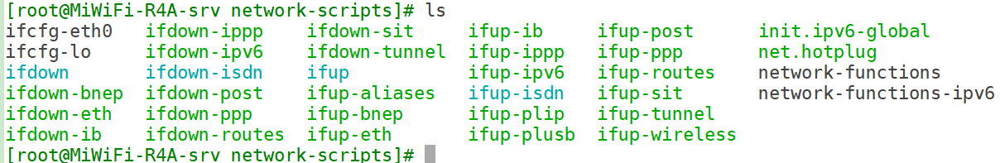 [root@MiWiFi-R4A-srv network-scripts]# ls
ifcfg-eth0 ifdown-ippp ifdown-sit ifup-ib ifup-post init.ipv6-global
ifcfg-lo ifdown-ipv6 ifdown-tunnel ifup-ippp ifup-ppp net.hotplug
ifdown ifdown-isdn ifup ifup-ipv6 ifup-routes network-functions
ifdown-bnep ifdown-post ifup-aliases ifup-isdn ifup-sit network-functions-ipv6
ifdown-eth ifdown-ppp ifup-bnep ifup-plip ifup-tunnel
ifdown-ib ifdown-routes ifup-eth ifup-plusb ifup-wireless
[root@MiWiFi-R4A-srv network-scripts]#